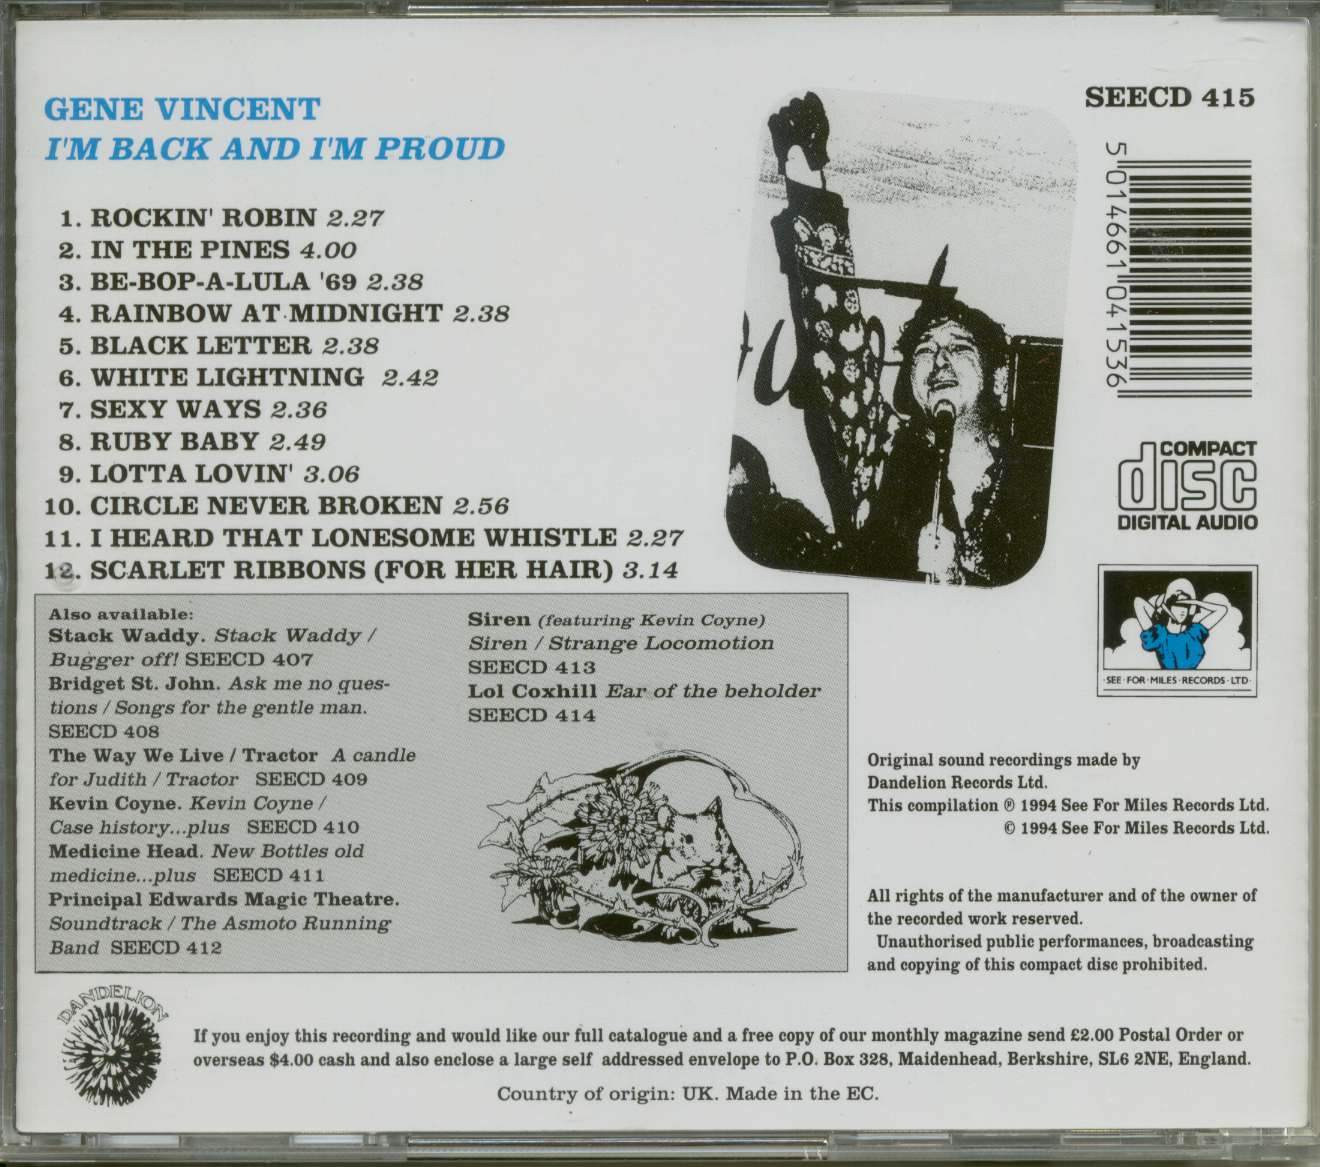 GENE VINCENT
I'M BACK AND I'M PROUD
1. ROCKIN' ROBIN 2.27
2. IN THE PINES 4.00
3. BE-BOP-A-LULA '69 2.38
4. RAINBOW AT MIDNIGHT 2.38
5. BLACK LETTER 2.38
6. WHITE LIGHTNING 2.42
7. SEXY WAYS 2.36
8. RUBY BABY 2.49
9. LOTTA LOVIN' 3.06
10. CIRCLE NEVER BROKEN 2.56
11. I HEARD THAT LONESOME WHISTLE 2.27
12. SCARLET RIBBONS (FOR HER HAIR) 3.14
SEECD 415
5 014661 041536
COMPACT
disc
DIGITAL AUDIO
·SEE·FOR·MILES·RECORDS·LTD·
Also available:
Stack Waddy. Stack Waddy /
Bugger off! SEECD 407
Bridget St. John. Ask me no ques-
tions / Songs for the gentle man.
SEECD 408
The Way We Live / Tractor A candle
for Judith / Tractor SEECD 409
Kevin Coyne. Kevin Coyne /
Case history...plus SEECD 410
Medicine Head. New Bottles old
medicine...plus SEECD 411
Principal Edwards Magic Theatre.
Soundtrack / The Asmoto Running
Band SEECD 412
Siren (featuring Kevin Coyne)
Siren / Strange Locomotion
SEECD 413
Lol Coxhill Ear of the beholder
SEECD 414
Original sound recordings made by
Dandelion Records Ltd.
This compilation ℗ 1994 See For Miles Records Ltd.
© 1994 See For Miles Records Ltd.
All rights of the manufacturer and of the owner of
the recorded work reserved.
Unauthorised public performances, broadcasting
and copying of this compact disc prohibited.
DANDELION
If you enjoy this recording and would like our full catalogue and a free copy of our monthly magazine send £2.00 Postal Order or
overseas $4.00 cash and also enclose a large self addressed envelope to P.O. Box 328, Maidenhead, Berkshire, SL6 2NE, England.
Country of origin: UK. Made in the EC.